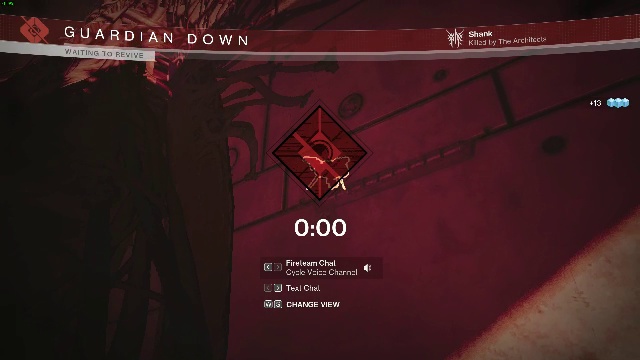 GUARDIAN DOWN
WAITING TO REVIVE
Shank
Killed by The Architects
+13
0:00
Fireteam Chat
Cycle Voice Channel
Text Chat
CHANGE VIEW